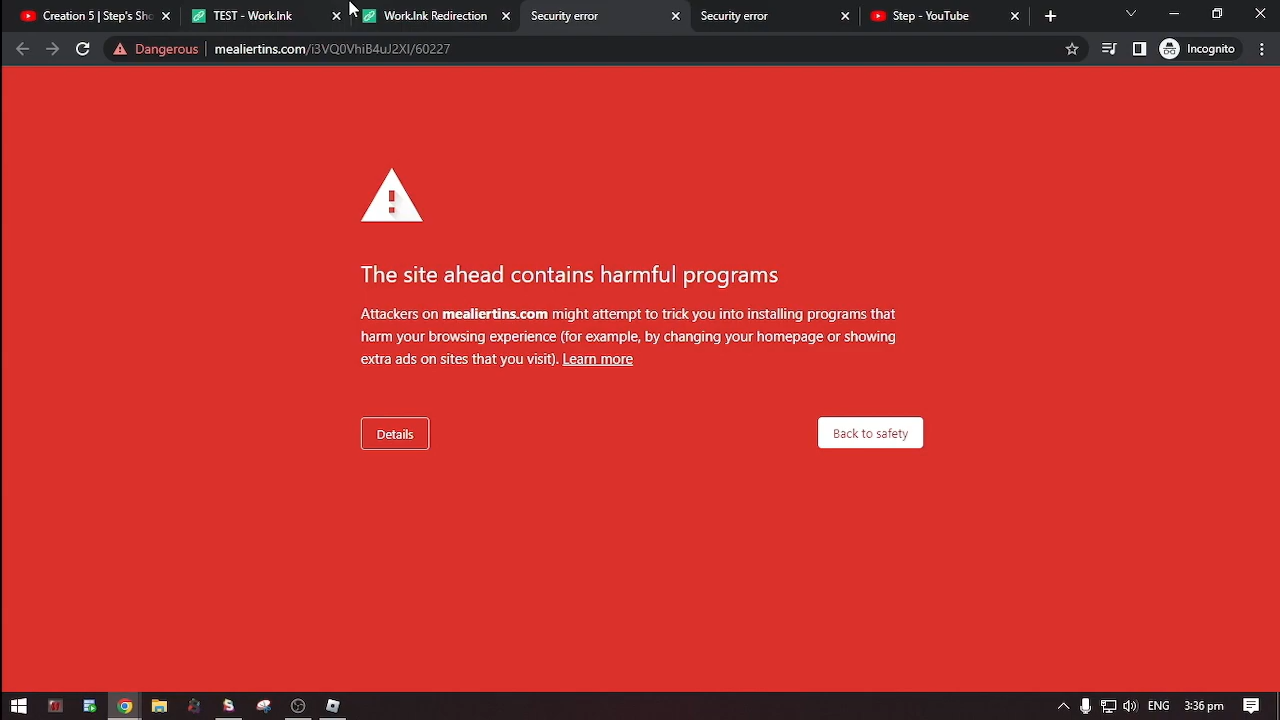 Creation 5 | Step's Sho
TEST - Work.Ink
Work.Ink Redirection
Security error
Security error
Step - YouTube
Dangerous
mealiertins.com/i3VQ0VhiB4uJ2XI/60227
Incognito
The site ahead contains harmful programs
Attackers on mealiertins.com might attempt to trick you into installing programs that
harm your browsing experience (for example, by changing your homepage or showing
extra ads on sites that you visit). Learn more
Details
Back to safety
ENG
3:36 pm